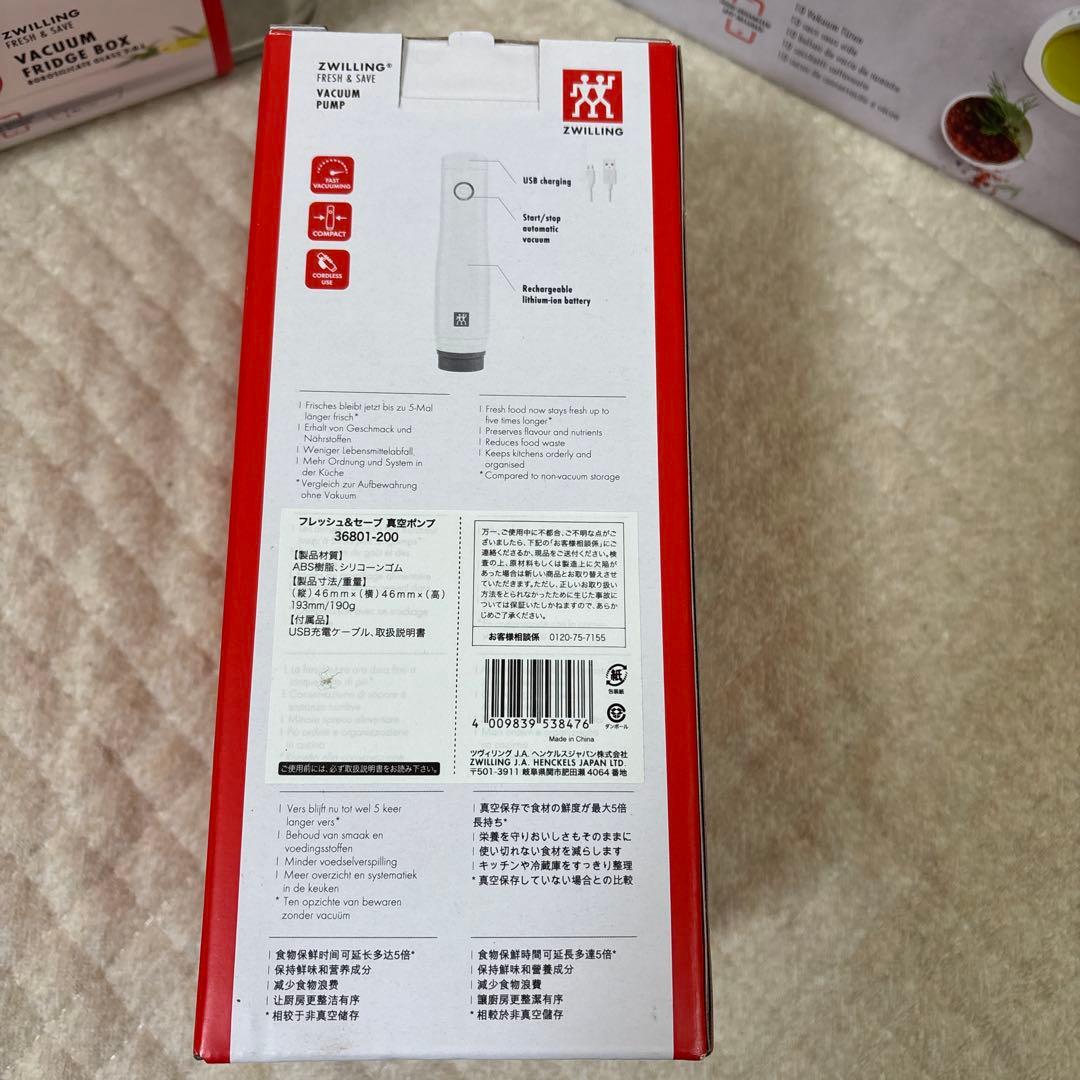 ZWILLING
FRESH & SAVE
VACUUM
FRIDGE BOX
ZWILLING®
FRESH & SAVE
VACUUM
PUMP
ZWILLING
FAST
VACUUMING
COMPACT
CORDLESS
USE
USB charging
Start/stop
automatic
vacuum
Rechargeable
lithium-ion battery
| Frisches bleibt jetzt bis zu 5-Mal
länger frisch*
| Erhalt von Geschmack und
Nährstoffen
| Weniger Lebensmittelabfall.
| Mehr Ordnung und System in
der Küche
* Vergleich zur Aufbewahrung
ohne Vakuum
| Fresh food now stays fresh up to
five times longer*
| Preserves flavour and nutrients
| Reduces food waste
| Keeps kitchens orderly and
organised
* Compared to non-vacuum storage
フレッシュ&セーブ 真空ポンプ
36801-200
【製品材質】
ABS樹脂、シリコーンゴム
【製品寸法/重量】
(縦)46mm×(横)46mm×(高)
193mm/190g
【付属品】
USB充電ケーブル、取扱説明書
ご使用前には、必ず取扱説明書をお読み下さい。
万一、ご使用中に不都合、ご不明な点がご
ざいましたら、下記の「お客様相談係」にご
連絡くださるか、現品をご送付ください。検
査の上、原材料もしくは製造上に欠陥が
あった場合は新しい商品とお取り替えさせ
ていただきます。ただし、正しいお取り扱い
方法をとられなかったために生じた事故に
ついては保証いたしかねますので、あらか
じめご了承ください。
お客様相談係 0120-75-7155
4 009839 538476
紙
包装紙
ダンボール
Made in China
ツヴィリング J.A. ヘンケルスジャパン株式会社
ZWILLING J.A. HENCKELS JAPAN LTD.
〒501-3911 岐阜県関市肥田瀬 4064 番地
| Vers blijft nu tot wel 5 keer
langer vers*
| Behoud van smaak en
voedingsstoffen
| Minder voedselverspilling
| Meer overzicht en systematiek
in de keuken
* Ten opzichte van bewaren
zonder vacuüm
| 真空保存で食材の鮮度が最大5倍
長持ち*
| 栄養を守りおいしさもそのままに
| 使い切れない食材を減らします
| キッチンや冷蔵庫をすっきり整理
* 真空保存していない場合との比較
| 食物保鲜时间可延长多达5倍*
| 保持鲜味和营养成分
| 减少食物浪费
| 让厨房更整洁有序
* 相较于非真空储存
| 食物保鮮時間可延長多達5倍*
| 保持鮮味和營養成分
| 減少食物浪費
| 讓廚房更整潔有序
* 相較於非真空儲存